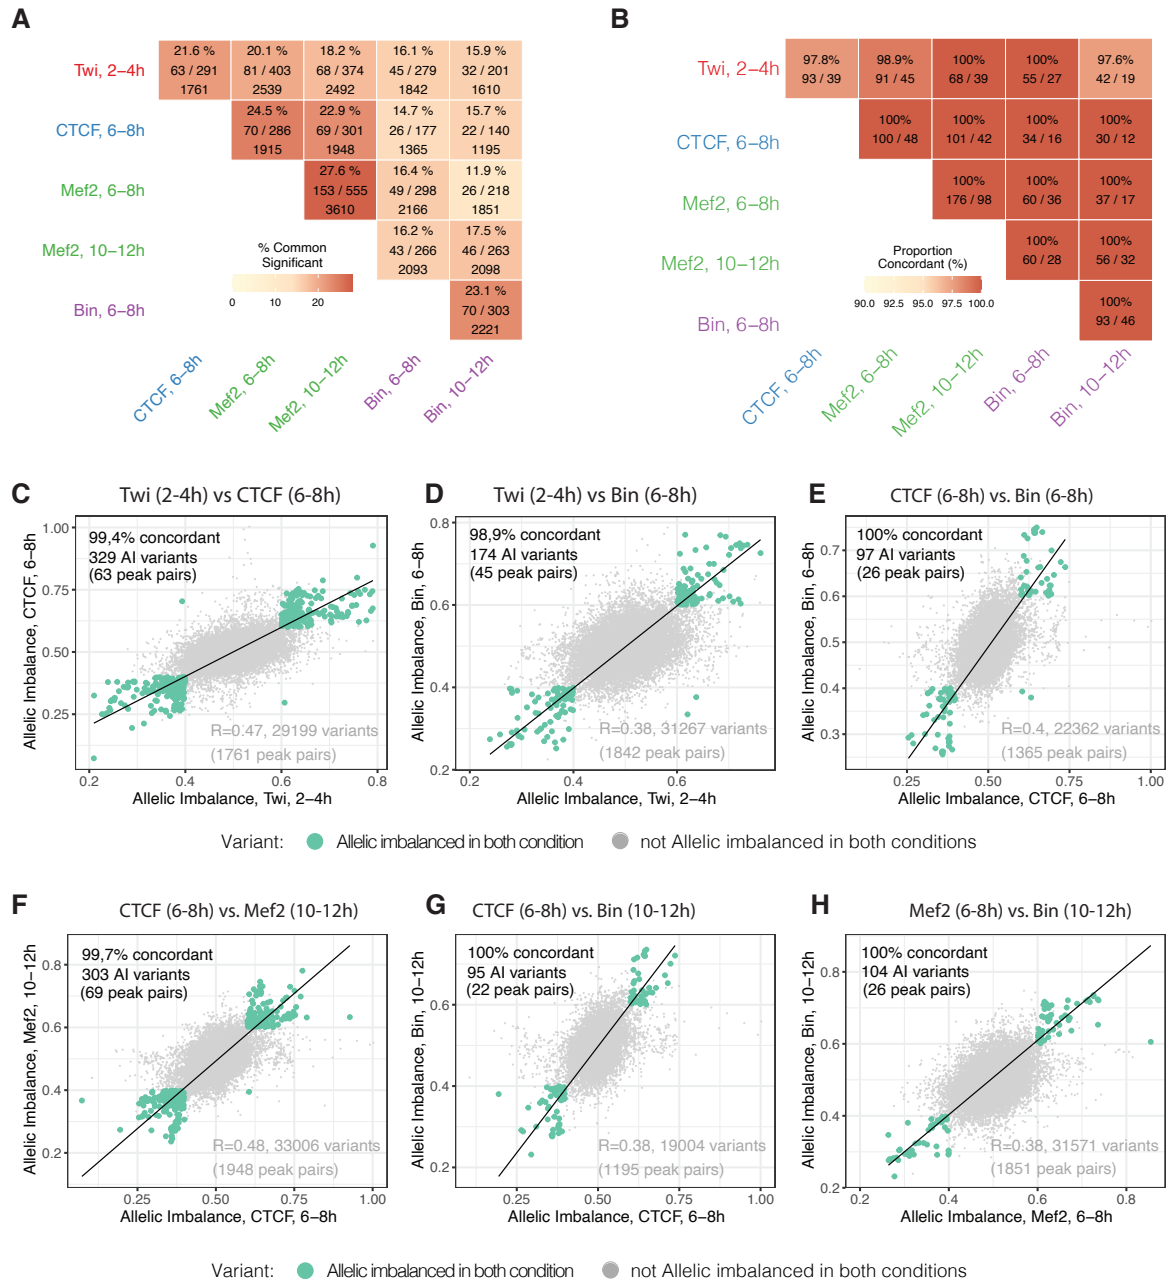 A
21.6 %
63 / 291
1761
20.1 %
81 / 403
2539
18.2 %
68 / 374
2492
16.1 %
45 / 279
1842
15.9 %
32 / 201
1610
Twi, 2–4h
24.5 %
70 / 286
1915
22.9 %
69 / 301
1948
14.7 %
26 / 177
1365
15.7 %
22 / 140
1195
CTCF, 6–8h
27.6 %
153 / 555
3610
16.4 %
49 / 298
2166
11.9 %
26 / 218
1851
Mef2, 6–8h
16.2 %
43 / 266
2093
17.5 %
46 / 263
2098
Mef2, 10–12h
23.1 %
70 / 303
2221
Bin, 6–8h
% Common
Significant
0 10 20
CTCF, 6–8h
Mef2, 6–8h
Mef2, 10–12h
Bin, 6–8h
Bin, 10–12h
B
97.8%
93 / 39
98.9%
91 / 45
100%
68 / 39
100%
55 / 27
97.6%
42 / 19
Twi, 2–4h
100%
100 / 48
100%
101 / 42
100%
34 / 16
100%
30 / 12
CTCF, 6–8h
100%
176 / 98
100%
60 / 36
100%
37 / 17
Mef2, 6–8h
100%
60 / 28
100%
56 / 32
Mef2, 10–12h
100%
93 / 46
Bin, 6–8h
Proportion
Concordant (%)
90.0 92.5 95.0 97.5 100.0
CTCF, 6–8h
Mef2, 6–8h
Mef2, 10–12h
Bin, 6–8h
Bin, 10–12h
C
Twi (2-4h) vs CTCF (6-8h)
99,4% concordant
329 AI variants
(63 peak pairs)
R=0.47, 29199 variants
(1761 peak pairs)
1.00
0.75
0.50
0.25
0.2 0.4 0.6 0.8
Allelic Imbalance, CTCF, 6–8h
Allelic Imbalance, Twi, 2–4h
D
Twi (2-4h) vs Bin (6-8h)
98,9% concordant
174 AI variants
(45 peak pairs)
R=0.38, 31267 variants
(1842 peak pairs)
0.8
0.6
0.4
0.2
0.2 0.4 0.6
Allelic Imbalance, Bin, 6–8h
Allelic Imbalance, Twi, 2–4h
E
CTCF (6-8h) vs. Bin (6-8h)
100% concordant
97 AI variants
(26 peak pairs)
R=0.4, 22362 variants
(1365 peak pairs)
0.7
0.6
0.5
0.4
0.3
0.25 0.50 0.75 1.00
Allelic Imbalance, Bin, 6–8h
Allelic Imbalance, CTCF, 6–8h
Variant: Allelic imbalanced in both condition not Allelic imbalanced in both conditions
F
CTCF (6-8h) vs. Mef2 (10-12h)
99,7% concordant
303 AI variants
(69 peak pairs)
R=0.48, 33006 variants
(1948 peak pairs)
0.8
0.6
0.4
0.2
0.25 0.50 0.75 1.00
Allelic Imbalance, Mef2, 10–12h
Allelic Imbalance, CTCF, 6–8h
G
CTCF (6-8h) vs. Bin (10-12h)
100% concordant
95 AI variants
(22 peak pairs)
R=0.38, 19004 variants
(1195 peak pairs)
0.6
0.4
0.2
0.25 0.50 0.75 1.00
Allelic Imbalance, Bin, 10–12h
Allelic Imbalance, CTCF, 6–8h
H
Mef2 (6-8h) vs. Bin (10-12h)
100% concordant
104 AI variants
(26 peak pairs)
R=0.38, 31571 variants
(1851 peak pairs)
0.8
0.6
0.4
0.2
0.2 0.4 0.6 0.8
Allelic Imbalance, Bin, 10–12h
Allelic Imbalance, Mef2, 6–8h
Variant: Allelic imbalanced in both condition not Allelic imbalanced in both conditions